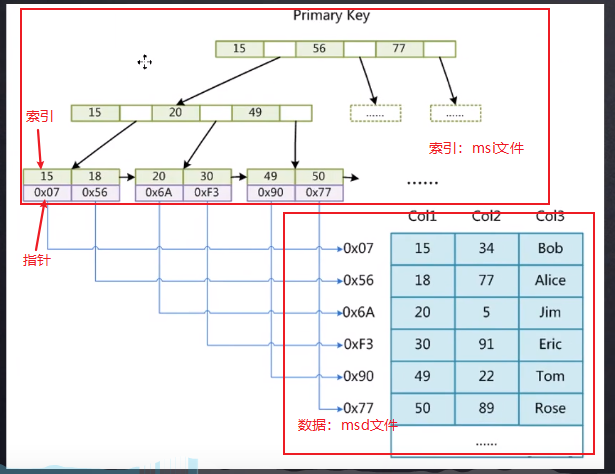 Primary Key
15 56 77
15 20 49
...... ......
索引
索引：msi文件
15 18 20 30 49 50
0x07 0x56 0x6A 0xF3 0x90 0x77
......
指针
Col1 Col2 Col3
0x07 15 34 Bob
0x56 18 77 Alice
0x6A 20 5 Jim
0xF3 30 91 Eric
0x90 49 22 Tom
0x77 50 89 Rose
数据：msd文件
......